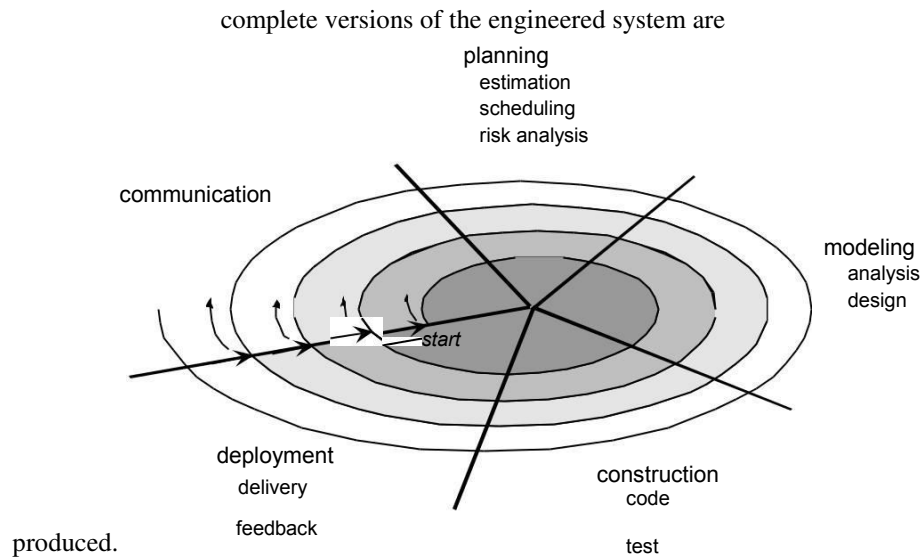 complete versions of the engineered system are
planning
estimation
scheduling
risk analysis
communication
modeling
analysis
design
start
deployment
delivery
feedback
construction
code
test
produced.